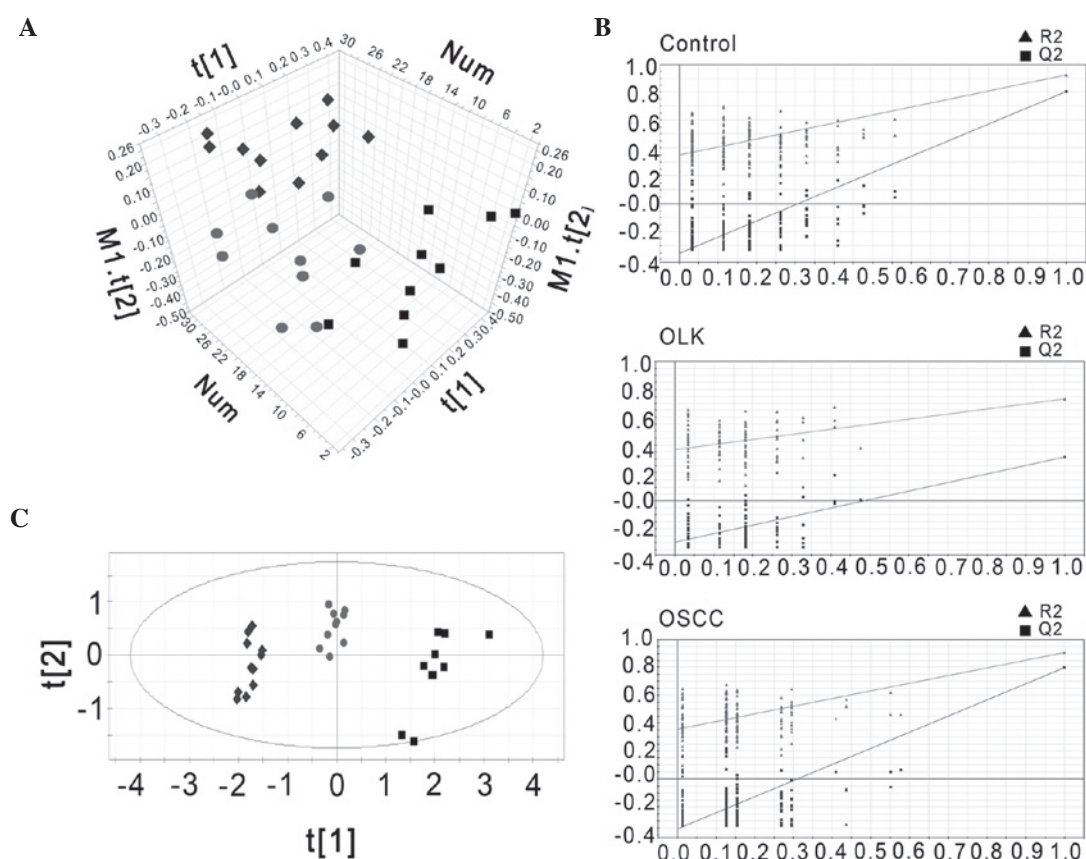 A
t[1]
-0.3 -0.2 -0.1 -0.0 0.1 0.2 0.3 0.4
Num
30 26 22 18 14 10 6 2
0.26 0.20 0.10 0.00 -0.10 -0.20 -0.30 -0.40 -0.50
M1.t[2]
0.26 0.20 0.10 0.00 -0.10 -0.20 -0.30 -0.40 -0.50
M1.t[2]
30 26 22 18 14 10 6 2
Num
-0.3 -0.2 -0.1 -0.0 0.1 0.2 0.30.4
t[1]
B
Control
R2
Q2
1.0
0.8
0.6
0.4
0.2
-0.0
-0.2
-0.4
0.0 0.1 0.2 0.3 0.4 0.5 0.6 0.7 0.8 0.9 1.0
OLK
R2
Q2
1.0
0.8
0.6
0.4
0.2
-0.0
-0.2
-0.4
0.0 0.1 0.2 0.3 0.4 0.5 0.6 0.7 0.8 0.9 1.0
OSCC
R2
Q2
1.0
0.8
0.6
0.4
0.2
-0.0
-0.2
-0.4
0.0 0.1 0.2 0.3 0.4 0.5 0.6 0.7 0.8 0.9 1.0
C
t[2]
1
0
-1
-4 -3 -2 -1 0 1 2 3 4
t[1]